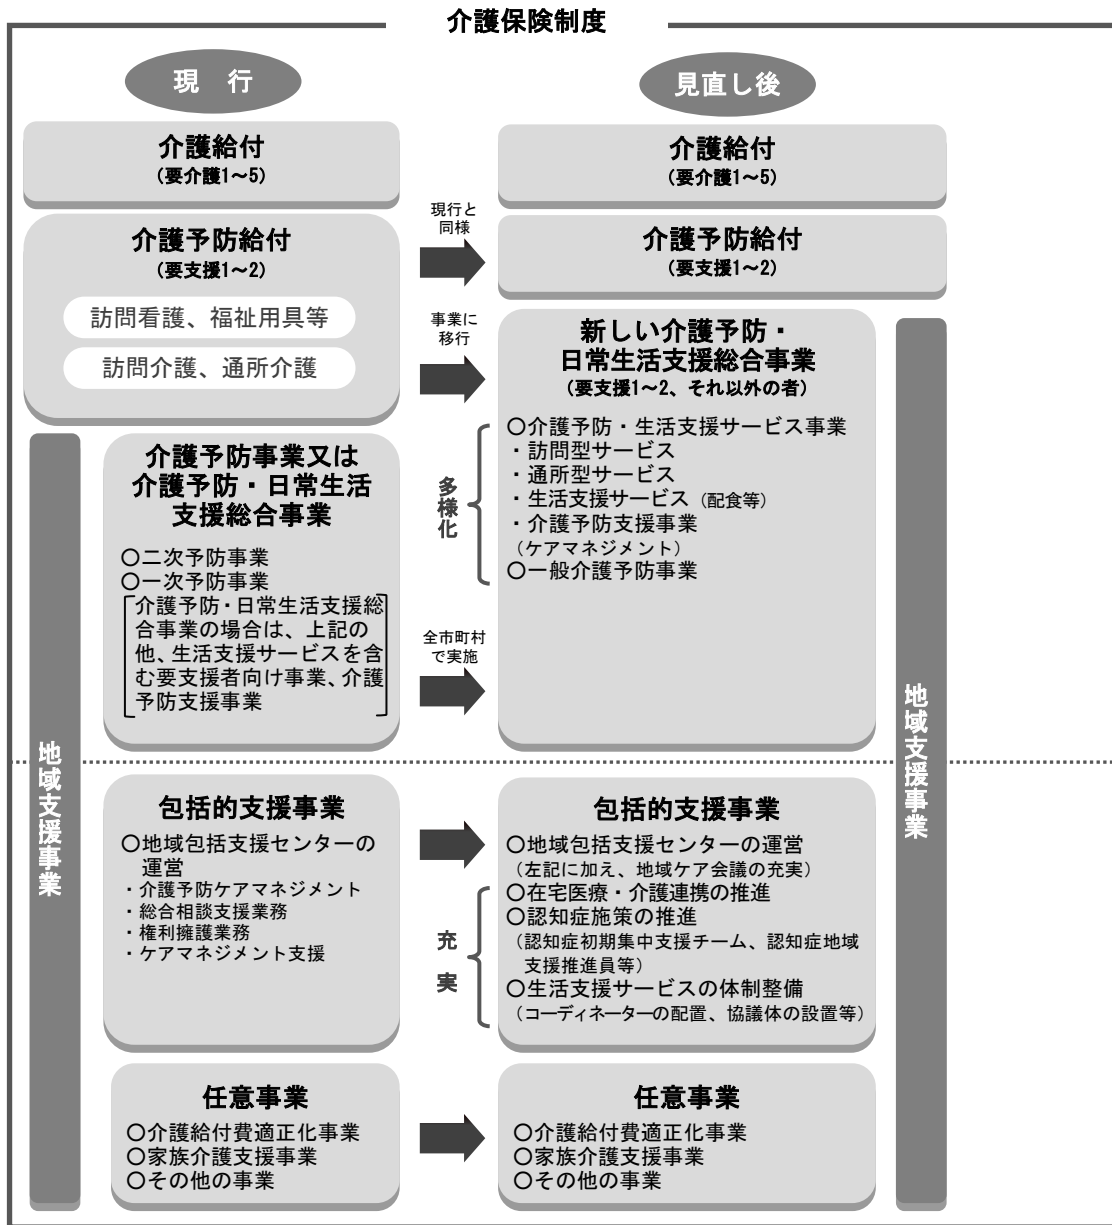 介護保険制度
現　行
見直し後
介護給付
（要介護1～5）
介護給付
（要介護1～5）
介護予防給付
（要支援1～2）
訪問看護、福祉用具等
訪問介護、通所介護
現行と
同様
介護予防給付
（要支援1～2）
事業に
移行
新しい介護予防・
日常生活支援総合事業
（要支援1～2、それ以外の者）
多様化
○介護予防・生活支援サービス事業
・訪問型サービス
・通所型サービス
・生活支援サービス（配食等）
・介護予防支援事業
（ケアマネジメント）
○一般介護予防事業
介護予防事業又は
介護予防・日常生活
支援総合事業
○二次予防事業
○一次予防事業
介護予防・日常生活支援総
合事業の場合は、上記の
他、生活支援サービスを含
む要支援者向け事業、介護
予防支援事業
全市町村
で実施
地域支援事業
地域支援事業
包括的支援事業
○地域包括支援センターの
運営
・介護予防ケアマネジメント
・総合相談支援業務
・権利擁護業務
・ケアマネジメント支援
充実
包括的支援事業
○地域包括支援センターの運営
（左記に加え、地域ケア会議の充実）
○在宅医療・介護連携の推進
○認知症施策の推進
（認知症初期集中支援チーム、認知症地域
支援推進員等）
○生活支援サービスの体制整備
（コーディネーターの配置、協議体の設置等）
任意事業
○介護給付費適正化事業
○家族介護支援事業
○その他の事業
任意事業
○介護給付費適正化事業
○家族介護支援事業
○その他の事業